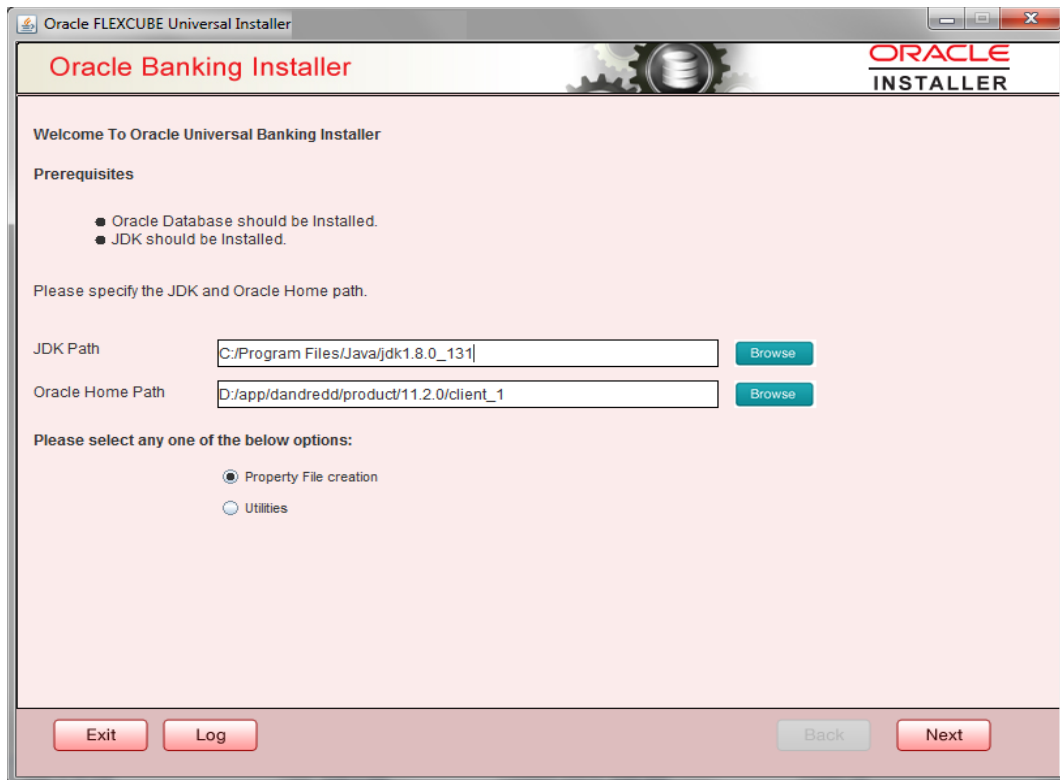 Oracle FLEXCUBE Universal Installer
Oracle Banking Installer
ORACLE
INSTALLER
Welcome To Oracle Universal Banking Installer
Prerequisites
Oracle Database should be Installed.
JDK should be Installed.
Please specify the JDK and Oracle Home path.
JDK Path
C:/Program Files/Java/jdk1.8.0_131
Browse
Oracle Home Path
D:/app/dandredd/product/11.2.0/client_1
Browse
Please select any one of the below options:
Property File creation
Utilities
Exit
Log
Back
Next